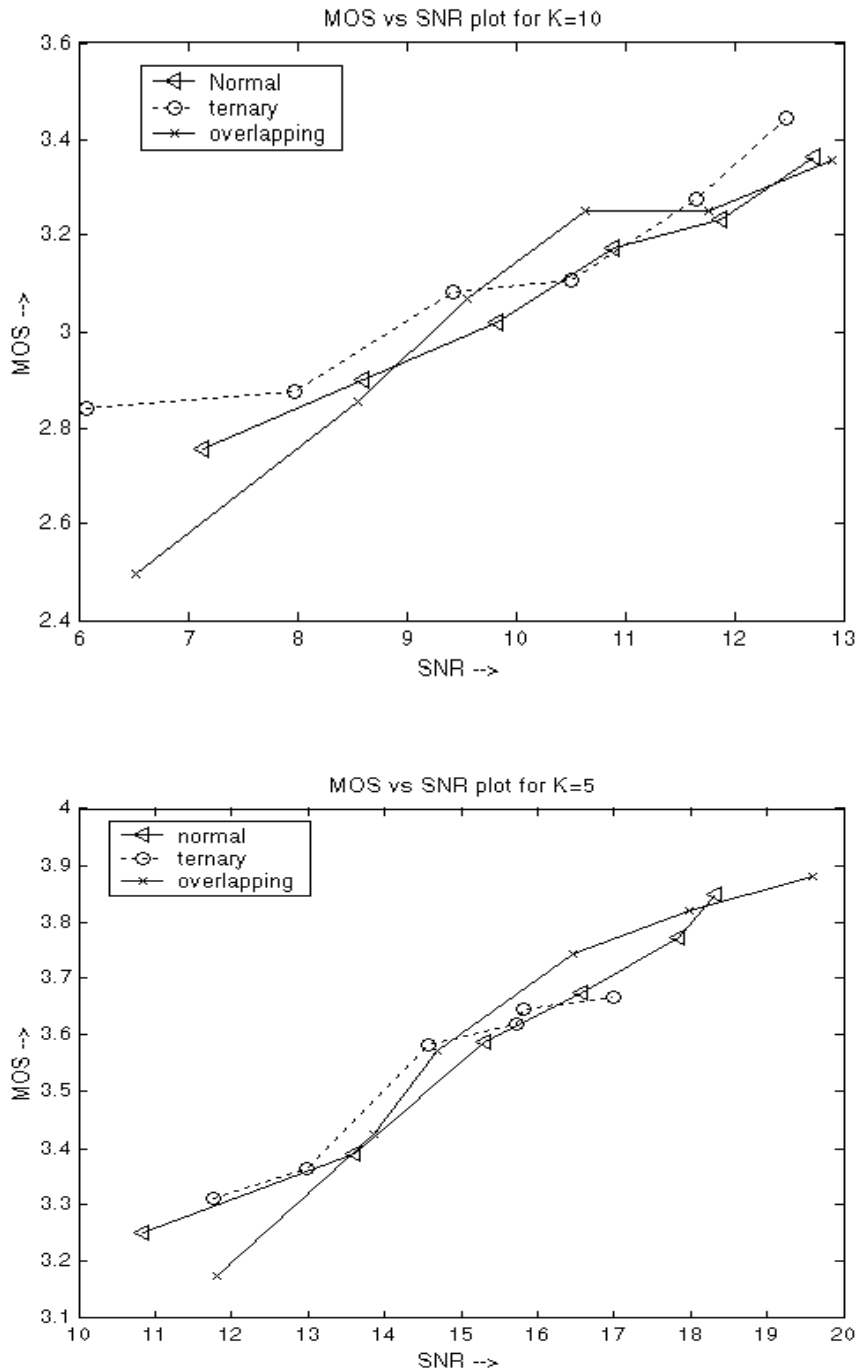 MOS vs SNR plot for K=10
3.6
3.4
3.2
3
2.8
2.6
2.4
MOS -->
Normal
ternary
overlapping
6 7 8 9 10 11 12 13
SNR -->
MOS vs SNR plot for K=5
4
3.9
3.8
3.7
3.6
3.5
3.4
3.3
3.2
3.1
MOS -->
normal
ternary
overlapping
10 11 12 13 14 15 16 17 18 19 20
SNR -->